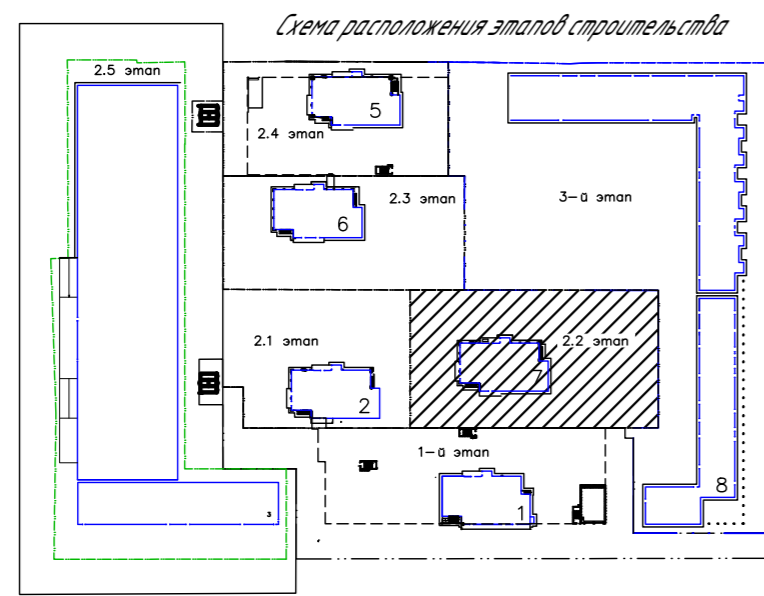 Схема расположения этапов строительства
2.5 этап
5
2.4 этап
2.3 этап
3-й этап
6
2.1 этап
2.2 этап
7
2
1-й этап
8
1
3